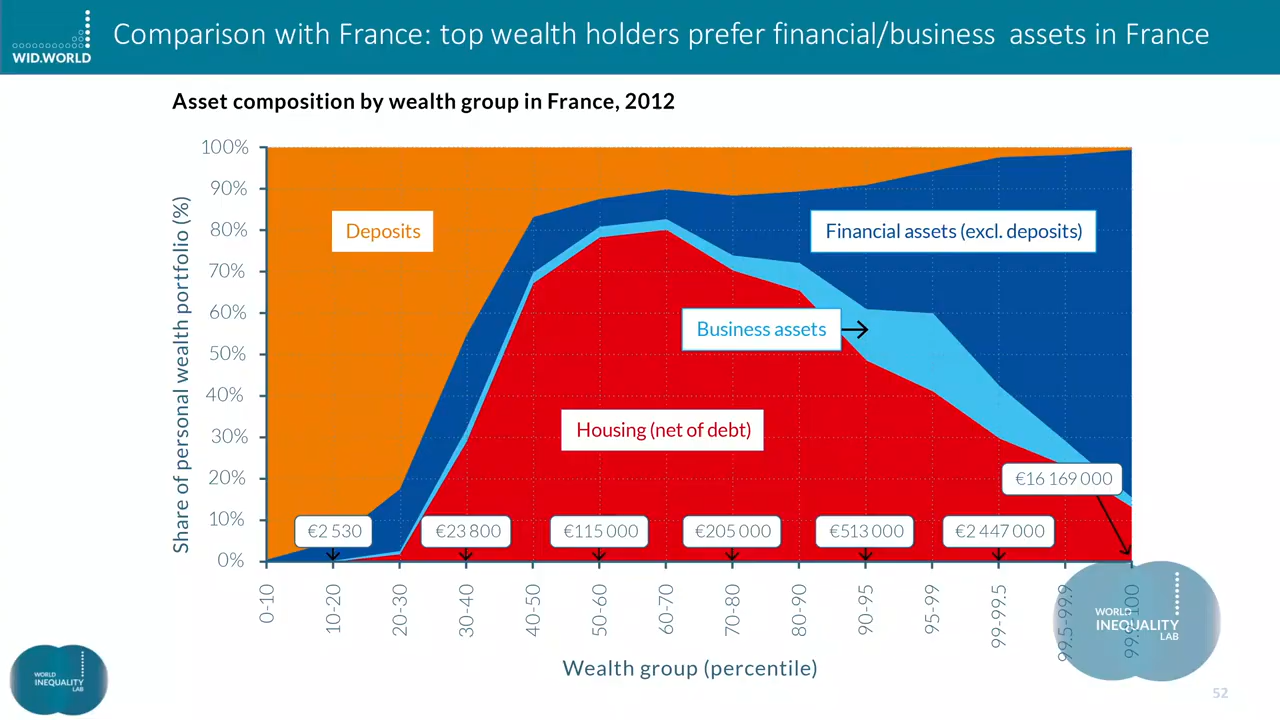 WID.WORLD
Comparison with France: top wealth holders prefer financial/business assets in France
Asset composition by wealth group in France, 2012
Share of personal wealth portfolio (%)
100%
90%
80%
70%
60%
50%
40%
30%
20%
10%
0%
Deposits
Financial assets (excl. deposits)
Business assets
Housing (net of debt)
€2 530
€23 800
€115 000
€205 000
€513 000
€2 447 000
€16 169 000
0-10
10-20
20-30
30-40
40-50
50-60
60-70
70-80
80-90
90-95
95-99
99-99.5
99.5-99.9
Wealth group (percentile)
WORLD
INEQUALITY
LAB
WORLD
INEQUALITY
LAB
52